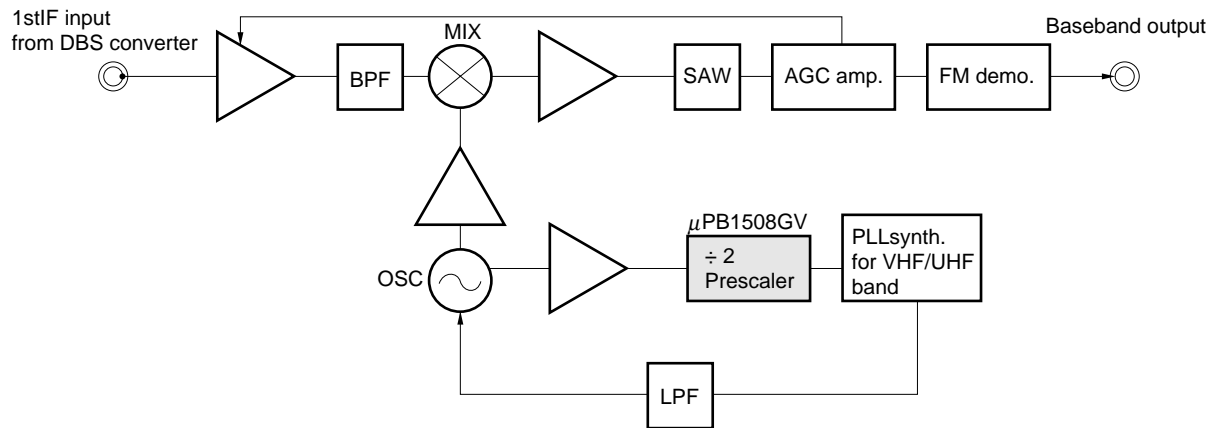 1stIF input
from DBS converter
MIX
Baseband output
BPF
SAW
AGC amp.
FM demo.
OSC
μPB1508GV
÷ 2
Prescaler
PLLsynth.
for VHF/UHF
band
LPF